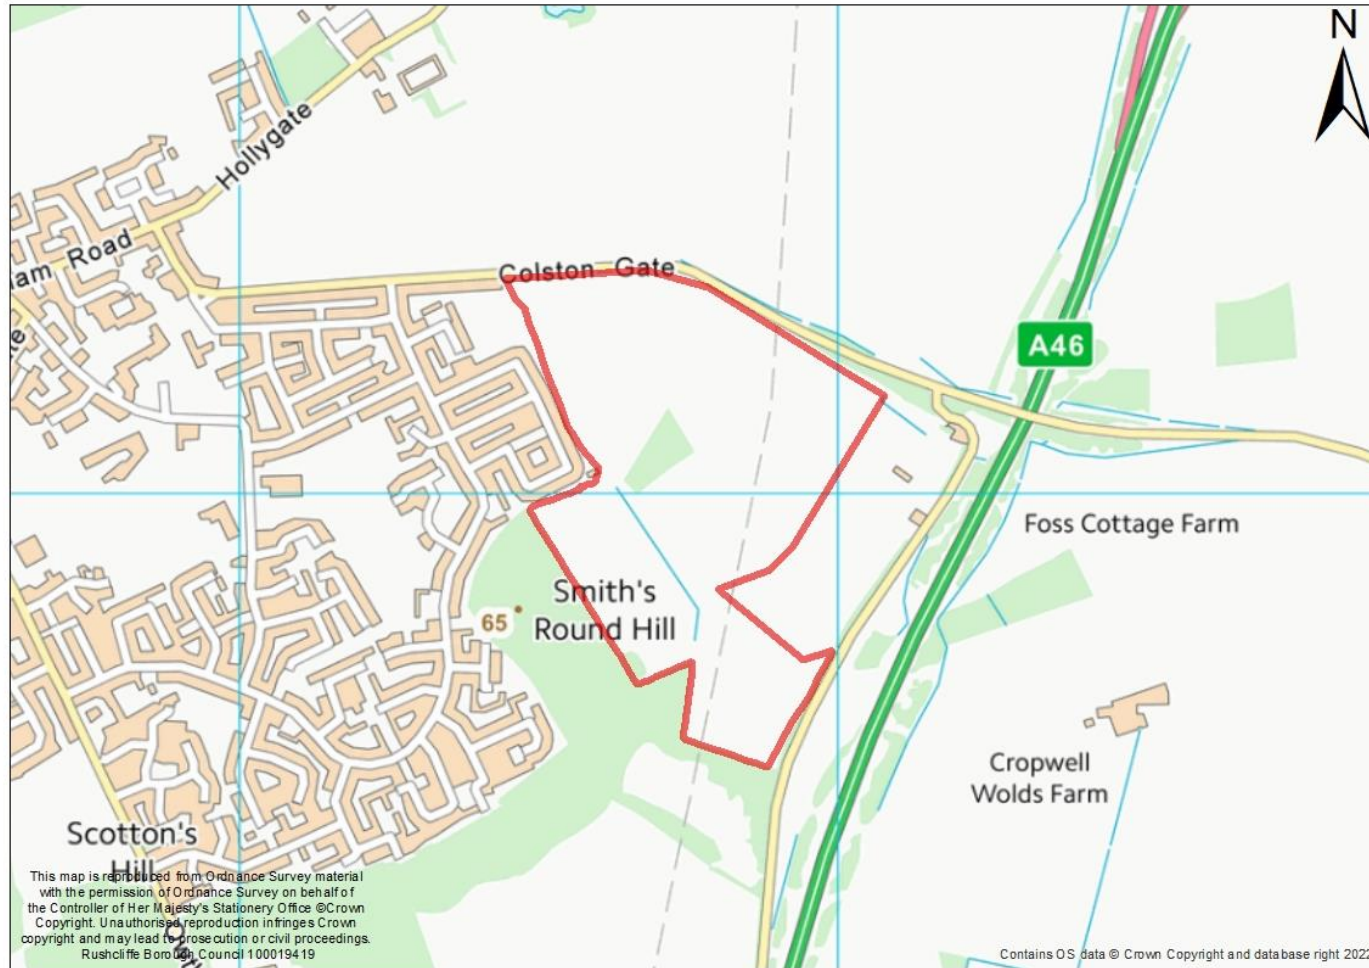 N
Hollygate
am Road
Colston Gate
A46
Foss Cottage Farm
Smith's
Round Hill
65
Cropwell
Wolds Farm
Scotton's
Hill
This map is reproduced from Ordnance Survey material
with the permission of Ordnance Survey on behalf of
the Controller of Her Majesty's Stationery Office ©Crown
Copyright. Unauthorised reproduction infringes Crown
copyright and may lead to prosecution or civil proceedings.
Rushcliffe Borough Council 100019419
Contains OS data © Crown Copyright and database right 202